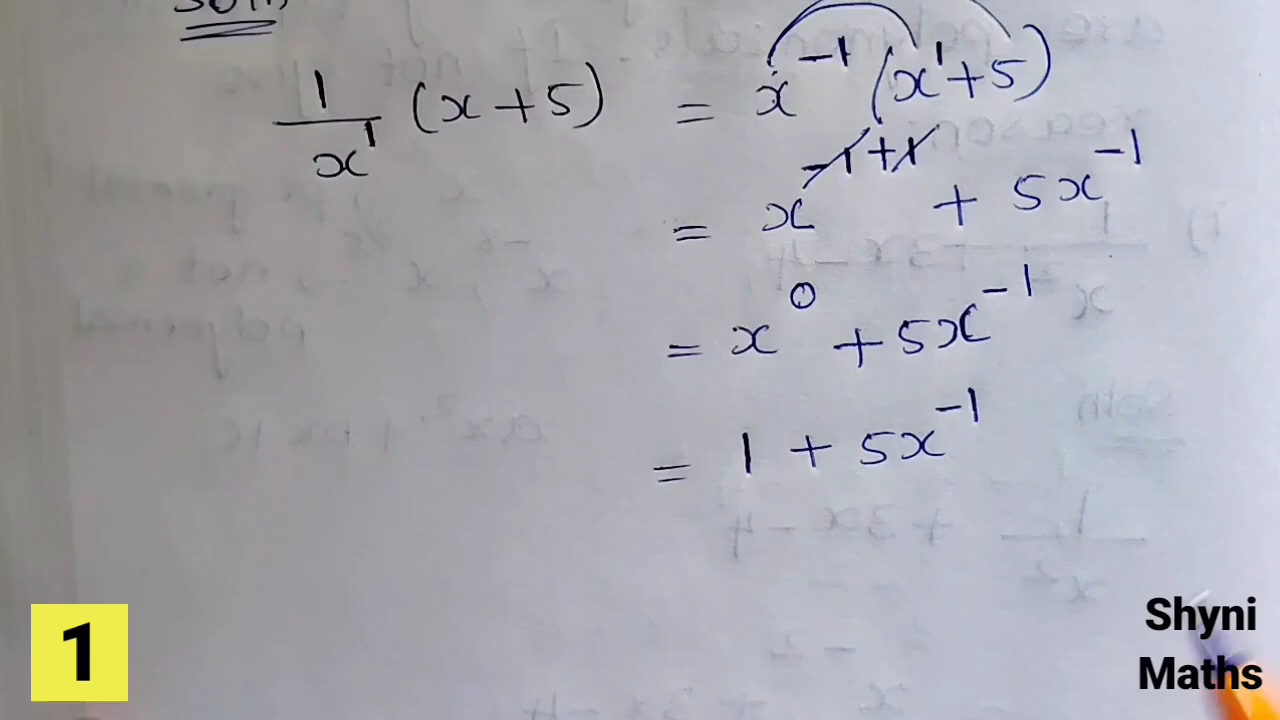 Soln
1/x¹ (x + 5) = x⁻¹ (x¹ + 5)
= x⁻¹⁺¹ + 5x⁻¹
= x⁰ + 5x⁻¹
= 1 + 5x⁻¹
1
Shyni
Maths